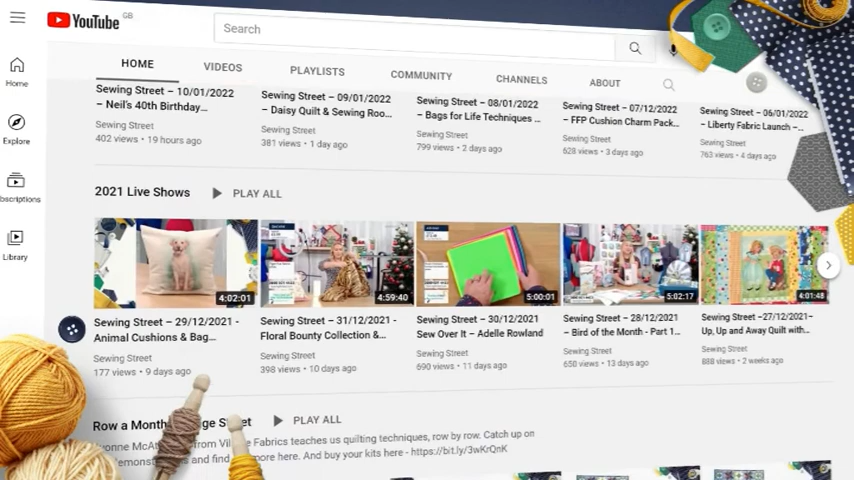 YouTube GB
Search
Home
Explore
bscriptions
Library
HOME VIDEOS PLAYLISTS COMMUNITY CHANNELS ABOUT
Sewing Street – 10/01/2022
– Neil's 40th Birthday...
Sewing Street
402 views • 19 hours ago
Sewing Street – 09/01/2022
– Daisy Quilt & Sewing Roo...
Sewing Street
381 views • 1 day ago
Sewing Street – 08/01/2022
– Bags for Life Techniques ...
Sewing Street
799 views • 2 days ago
Sewing Street – 07/12/2022
– FFP Cushion Charm Pack...
Sewing Street
628 views • 3 days ago
Sewing Street – 06/01/2022
– Liberty Fabric Launch –...
Sewing Street
763 views • 4 days ago
2021 Live Shows PLAY ALL
4:02:01
4:59:40
5:00:01
5:02:17
4:01:48
Sewing Street – 29/12/2021 -
Animal Cushions & Bag...
Sewing Street
177 views • 9 days ago
Sewing Street – 31/12/2021 -
Floral Bounty Collection &...
Sewing Street
398 views • 10 days ago
Sewing Street – 30/12/2021
Sew Over It – Adelle Rowland
Sewing Street
690 views • 11 days ago
Sewing Street – 28/12/2021
– Bird of the Month - Part 1...
Sewing Street
650 views • 13 days ago
Sewing Street –27/12/2021-
Up, Up and Away Quilt with...
Sewing Street
888 views • 2 weeks ago
Row a Month ge Street PLAY ALL
vonne McA from Vill e Fabrics teaches us quilting techniques, row by row. Catch up on
demons and find more here. And buy your kits here - https://bit.ly/3wKrQnK